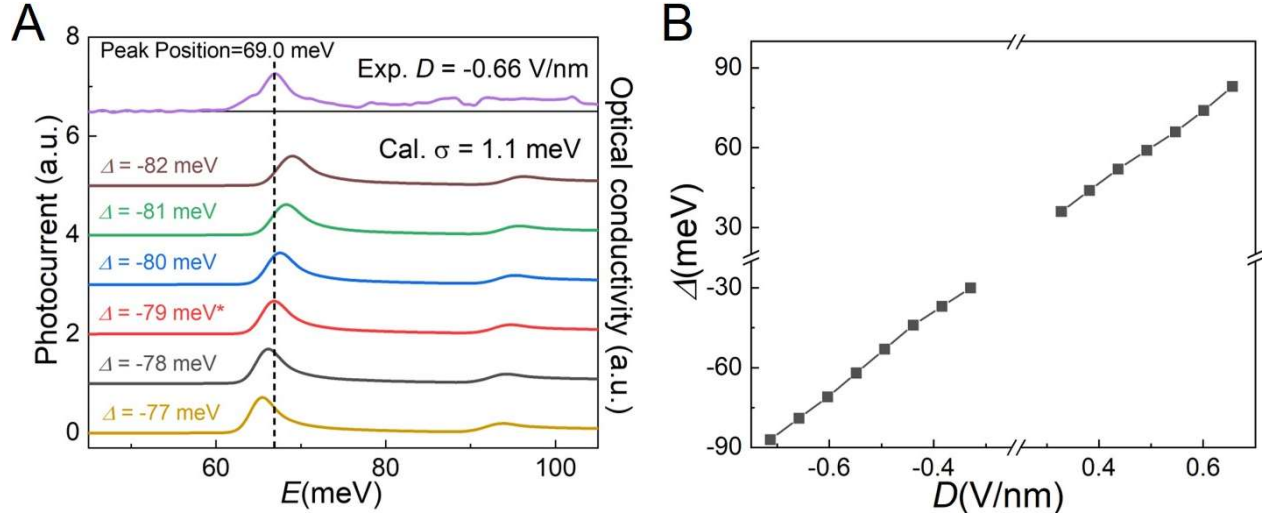 A
Photocurrent (a.u.)
8
6
4
2
0
Peak Position=69.0 meV
Exp. D = -0.66 V/nm
Cal. σ = 1.1 meV
Δ = -82 meV
Δ = -81 meV
Δ = -80 meV
Δ = -79 meV*
Δ = -78 meV
Δ = -77 meV
60
80
100
E(meV)
Optical conductivity (a.u.)
B
Δ(meV)
90
60
30
-30
-60
-90
-0.6
-0.4
0.4
0.6
D(V/nm)